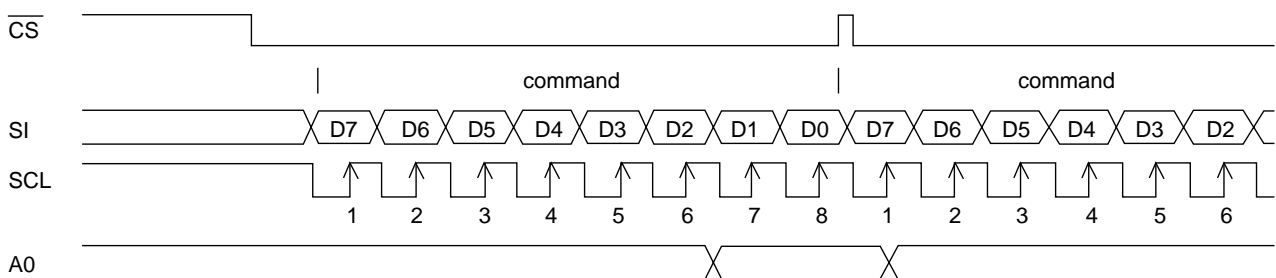 CS
command command
SI D7 D6 D5 D4 D3 D2 D1 D0 D7 D6 D5 D4 D3 D2
SCL
1 2 3 4 5 6 7 8 1 2 3 4 5 6
A0